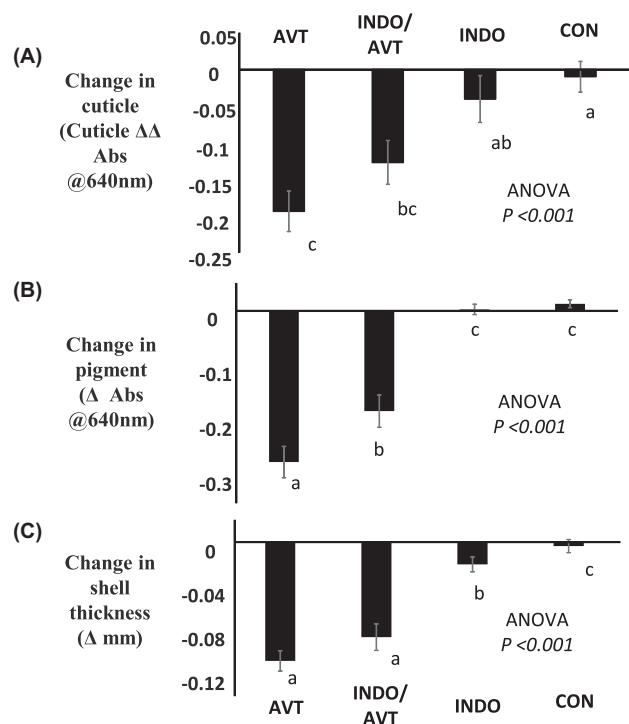 (A)
Change in
cuticle
(Cuticle ΔΔ
Abs
@640nm)
0.05
0
-0.05
-0.1
-0.15
-0.2
-0.25
AVT
INDO/
AVT
INDO
CON
c
bc
ab
a
ANOVA
P <0.001
(B)
Change in
pigment
(Δ Abs
@640nm)
0
-0.1
-0.2
-0.3
a
b
c
c
ANOVA
P <0.001
(C)
Change in
shell
thickness
(Δ mm)
0
-0.04
-0.08
-0.12
a
a
b
c
ANOVA
P <0.001
AVT
INDO/
AVT
INDO
CON